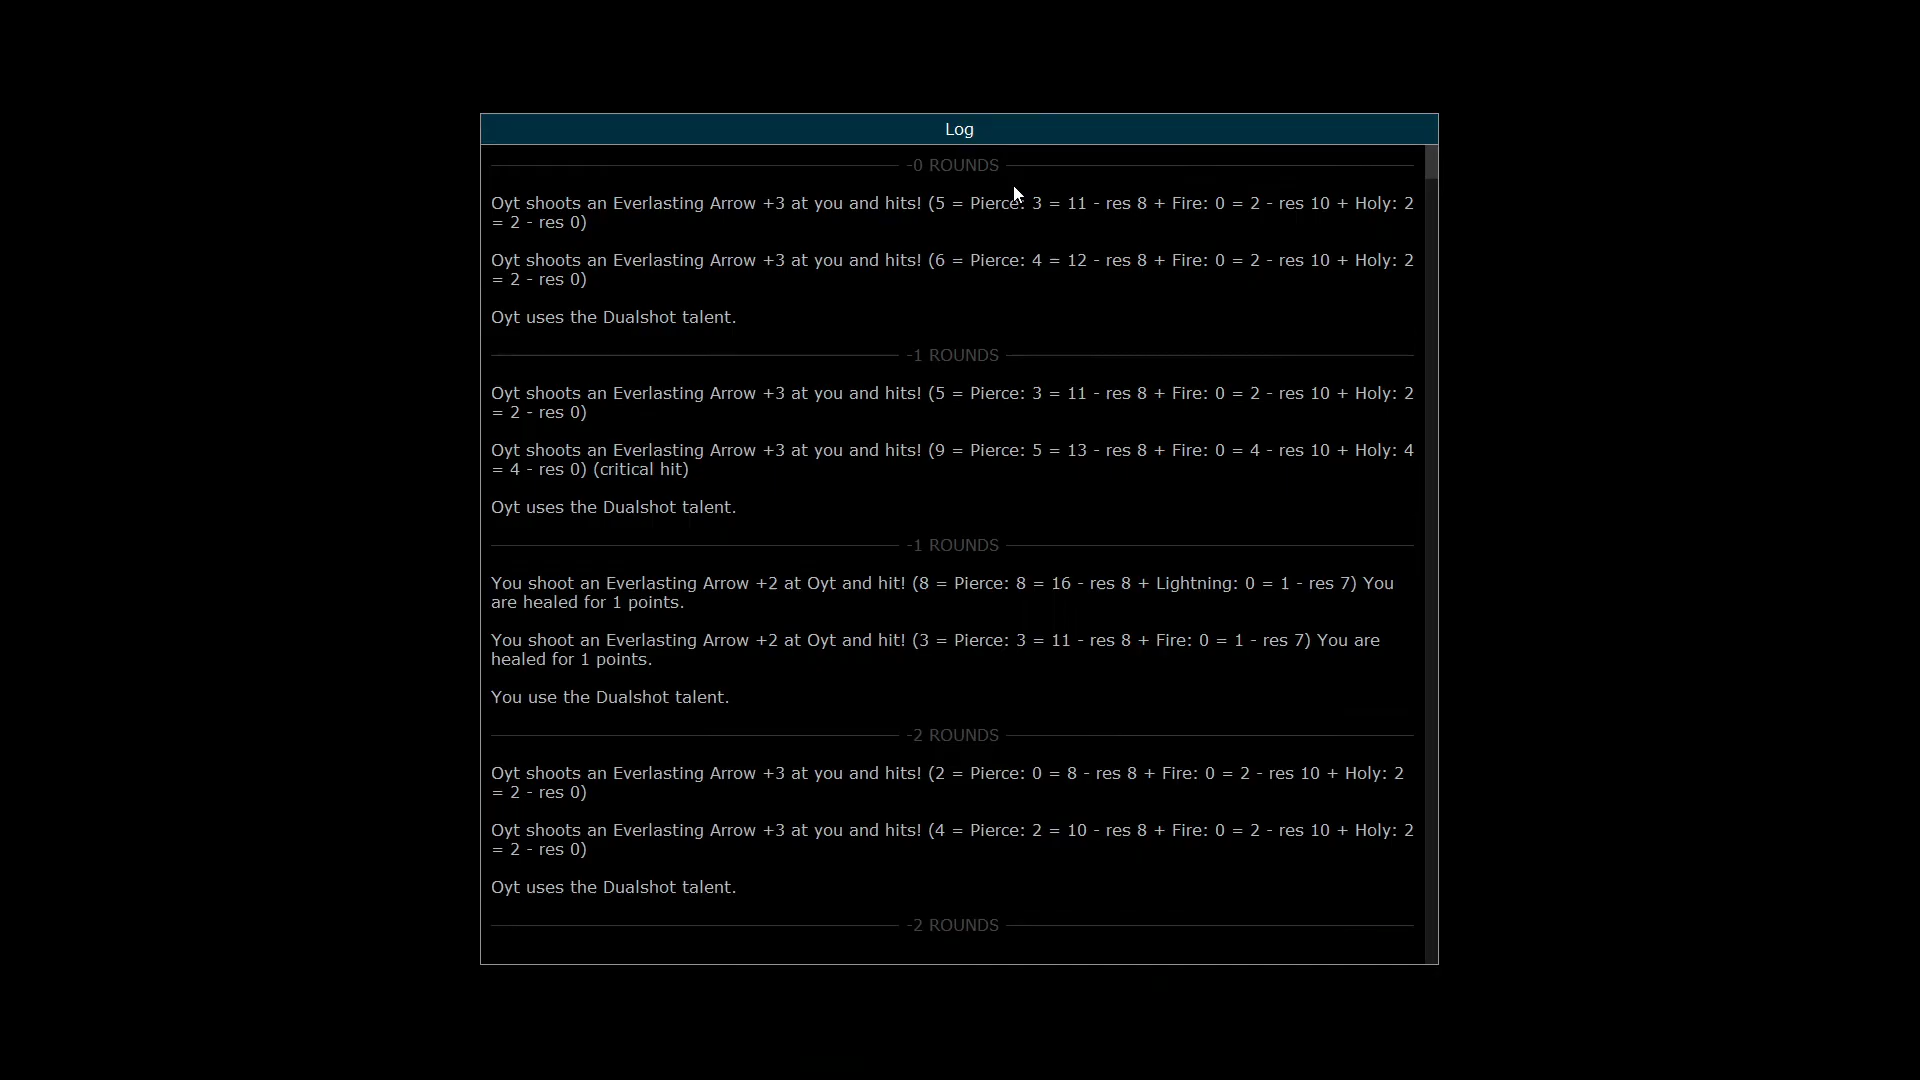 Log
-0 ROUNDS
Oyt shoots an Everlasting Arrow +3 at you and hits! (5 = Pierce: 3 = 11 - res 8 + Fire: 0 = 2 - res 10 + Holy: 2
= 2 - res 0)
Oyt shoots an Everlasting Arrow +3 at you and hits! (6 = Pierce: 4 = 12 - res 8 + Fire: 0 = 2 - res 10 + Holy: 2
= 2 - res 0)
Oyt uses the Dualshot talent.
-1 ROUNDS
Oyt shoots an Everlasting Arrow +3 at you and hits! (5 = Pierce: 3 = 11 - res 8 + Fire: 0 = 2 - res 10 + Holy: 2
= 2 - res 0)
Oyt shoots an Everlasting Arrow +3 at you and hits! (9 = Pierce: 5 = 13 - res 8 + Fire: 0 = 4 - res 10 + Holy: 4
= 4 - res 0) (critical hit)
Oyt uses the Dualshot talent.
-1 ROUNDS
You shoot an Everlasting Arrow +2 at Oyt and hit! (8 = Pierce: 8 = 16 - res 8 + Lightning: 0 = 1 - res 7) You
are healed for 1 points.
You shoot an Everlasting Arrow +2 at Oyt and hit! (3 = Pierce: 3 = 11 - res 8 + Fire: 0 = 1 - res 7) You are
healed for 1 points.
You use the Dualshot talent.
-2 ROUNDS
Oyt shoots an Everlasting Arrow +3 at you and hits! (2 = Pierce: 0 = 8 - res 8 + Fire: 0 = 2 - res 10 + Holy: 2
= 2 - res 0)
Oyt shoots an Everlasting Arrow +3 at you and hits! (4 = Pierce: 2 = 10 - res 8 + Fire: 0 = 2 - res 10 + Holy: 2
= 2 - res 0)
Oyt uses the Dualshot talent.
-2 ROUNDS